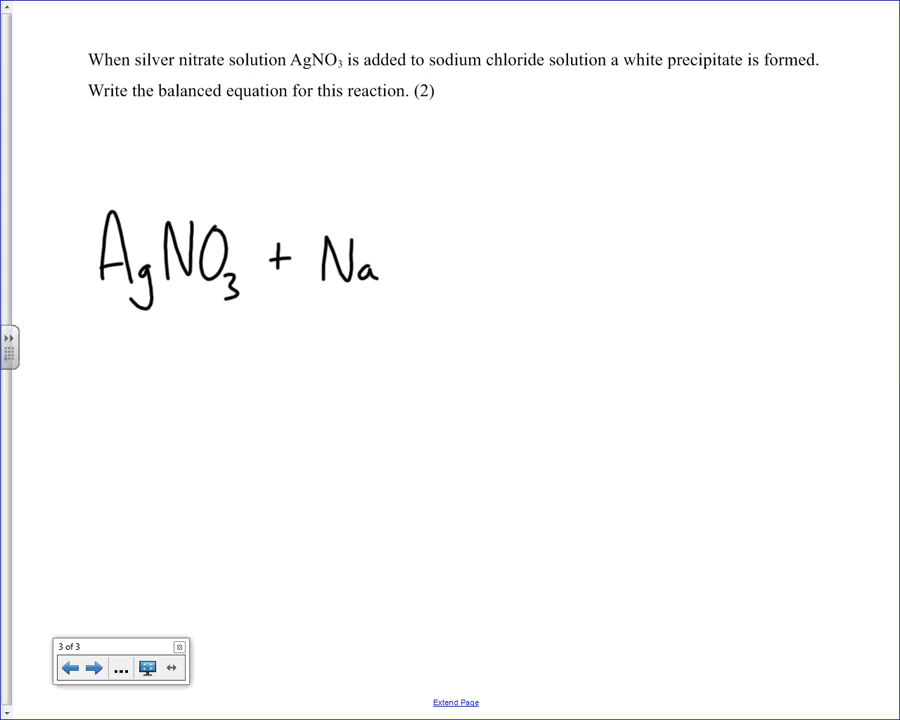 When silver nitrate solution AgNO₃ is added to sodium chloride solution a white precipitate is formed.
Write the balanced equation for this reaction. (2)
AgNO₃ + Na
3 of 3
...
Extend Page